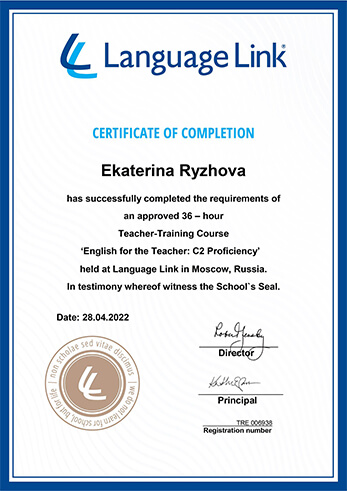 Language Link®
CERTIFICATE OF COMPLETION
Ekaterina Ryzhova
has successfully completed the requirements of
an approved 36 – hour
Teacher-Training Course
‘English for the Teacher: C2 Proficiency’
held at Language Link in Moscow, Russia.
In testimony whereof witness the School`s Seal.
Date: 28.04.2022
Director
Principal
TRE 006938
Registration number
non scholae sed vitae discimus
we do not learn for school, but for life